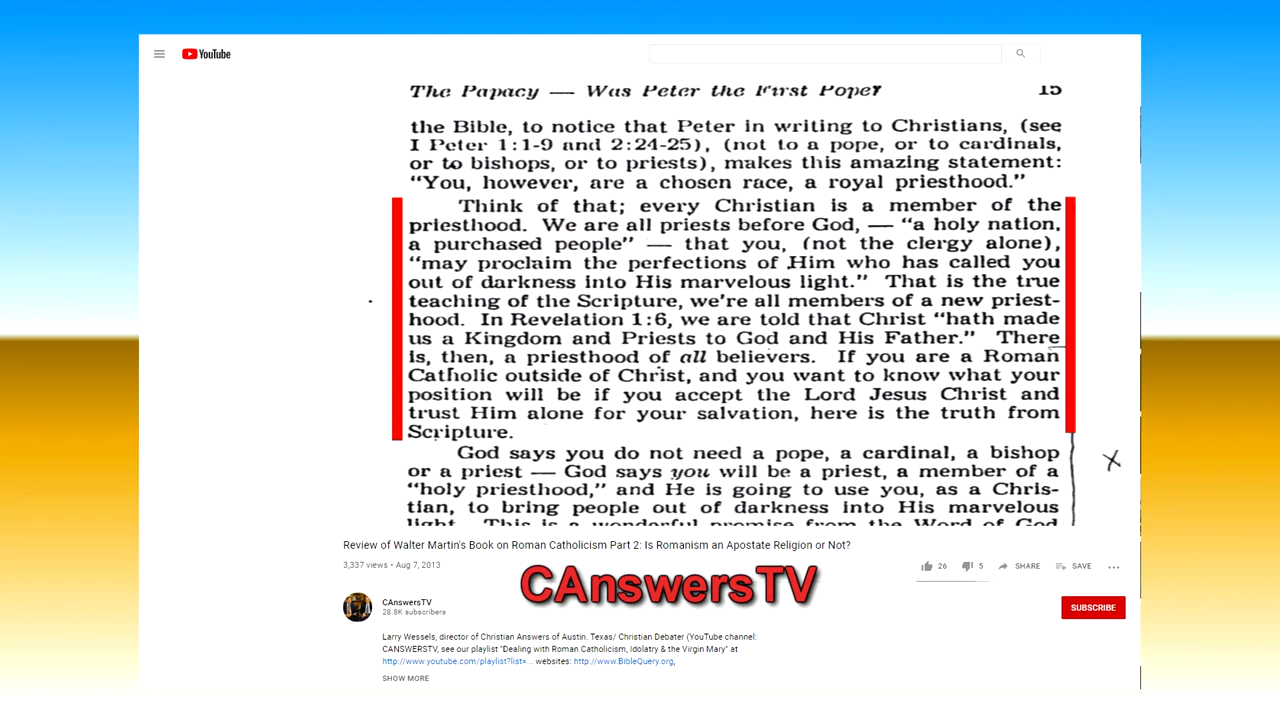 YouTube
The Papacy — Was Peter the First Pope? 15
the Bible, to notice that Peter in writing to Christians, (see
I Peter 1:1-9 and 2:24-25), (not to a pope, or to cardinals,
or to bishops, or to priests), makes this amazing statement:
“You, however, are a chosen race, a royal priesthood.”
Think of that; every Christian is a member of the
priesthood. We are all priests before God, — “a holy nation,
a purchased people” — that you, (not the clergy alone),
“may proclaim the perfections of Him who has called you
out of darkness into His marvelous light.” That is the true
teaching of the Scripture, we're all members of a new priest-
hood. In Revelation 1:6, we are told that Christ “hath made
us a Kingdom and Priests to God and His Father.” There
is, then, a priesthood of all believers. If you are a Roman
Catholic outside of Christ, and you want to know what your
position will be if you accept the Lord Jesus Christ and
trust Him alone for your salvation, here is the truth from
Scripture.
God says you do not need a pope, a cardinal, a bishop
or a priest — God says you will be a priest, a member of a
“holy priesthood,” and He is going to use you, as a Chris-
tian, to bring people out of darkness into His marvelous
light. This is a wonderful promise from the Word of God
Review of Walter Martin's Book on Roman Catholicism Part 2: Is Romanism an Apostate Religion or Not?
3,337 views • Aug 7, 2013
26 5 SHARE SAVE ...
CAnswersTV
CAnswersTV
28.8K subscribers
SUBSCRIBE
Larry Wessels, director of Christian Answers of Austin. Texas/ Christian Debater (YouTube channel:
CANSWERSTV, see our playlist "Dealing with Roman Catholicism, Idolatry & the Virgin Mary" at
http://www.youtube.com/playlist?list=... websites: http://www.BibleQuery.org,
SHOW MORE